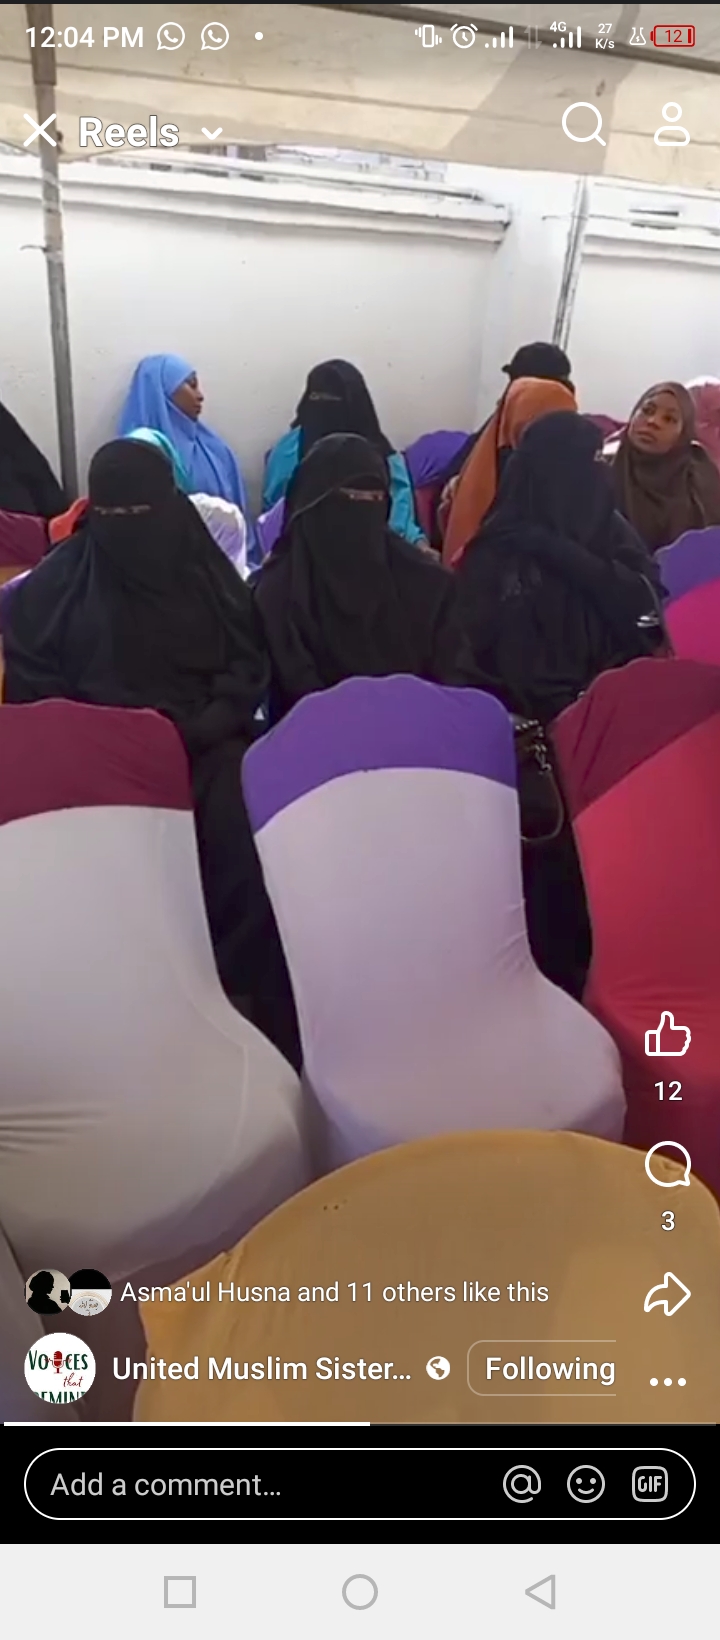 12:04 PM
4G
27
K/s
12
Reels
12
3
Asma'ul Husna and 11 others like this
VOICES
that
REMIND
United Muslim Sister...
Following
Add a comment...
GIF